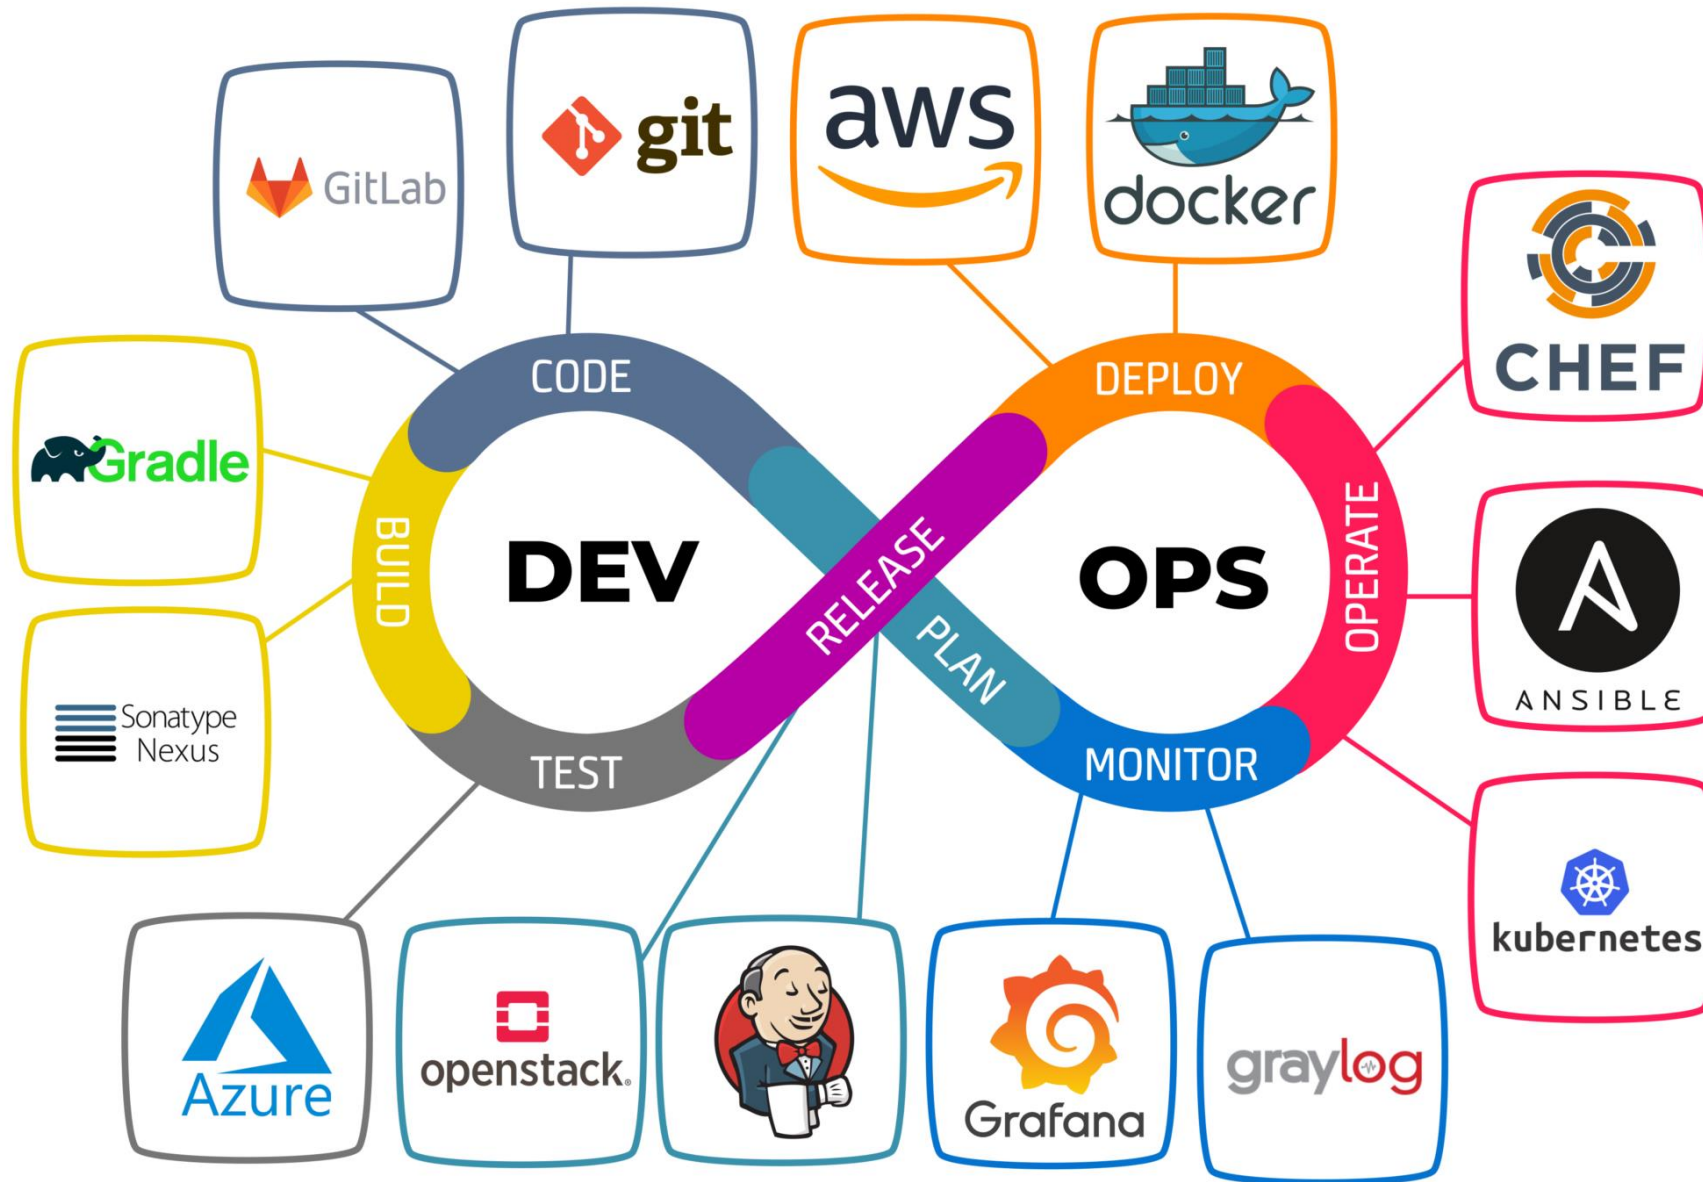 GitLab
git
aws
docker
CHEF
Gradle
CODE
DEPLOY
BUILD
DEV
RELEASE
PLAN
OPS
OPERATE
ANSIBLE
Sonatype
Nexus
TEST
MONITOR
kubernetes
Azure
openstack.
Grafana
graylog